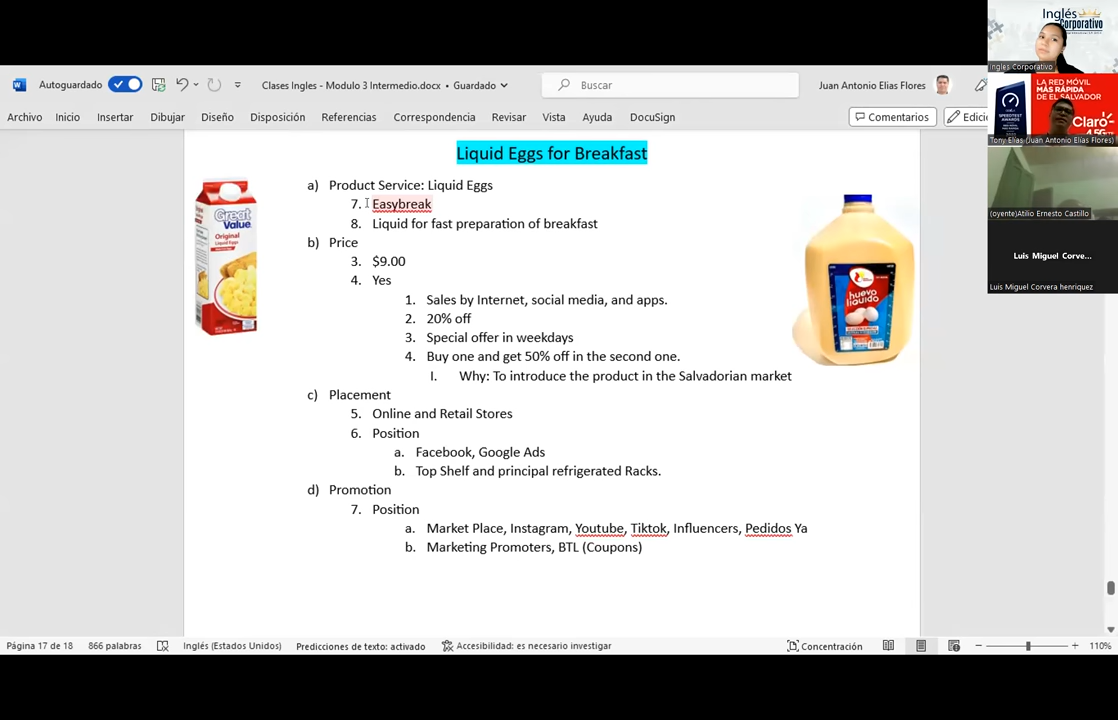 Inglés
Corporativo
Autoguardado
Clases Ingles - Modulo 3 Intermedio.docx • Guardado
Buscar
Juan Antonio Elias Flores
Ingles Corporativo
Archivo Inicio Insertar Dibujar Diseño Disposición Referencias Correspondencia Revisar Vista Ayuda DocuSign
Comentarios
Edició
LA RED MÓVIL
MÁS RÁPIDA
DE EL SALVADOR
SPEEDTEST
AWARDS
Claro
4.5G
Tony Elias (Juan Antonio Elias Flores)
Liquid Eggs for Breakfast
a) Product Service: Liquid Eggs
7. Easybreak
8. Liquid for fast preparation of breakfast
b) Price
3. $9.00
4. Yes
1. Sales by Internet, social media, and apps.
2. 20% off
3. Special offer in weekdays
4. Buy one and get 50% off in the second one.
I. Why: To introduce the product in the Salvadorian market
c) Placement
5. Online and Retail Stores
6. Position
a. Facebook, Google Ads
b. Top Shelf and principal refrigerated Racks.
d) Promotion
7. Position
a. Market Place, Instagram, Youtube, Tiktok, Influencers, Pedidos Ya
b. Marketing Promoters, BTL (Coupons)
Great
Value
Original
Liquid Eggs
huevo
líquido
(oyente)Atilio Ernesto Castillo
Luis Miguel Corve...
Luis Miguel Corvera henriquez
Página 17 de 18 866 palabras Inglés (Estados Unidos) Predicciones de texto: activado Accesibilidad: es necesario investigar Concentración 110%